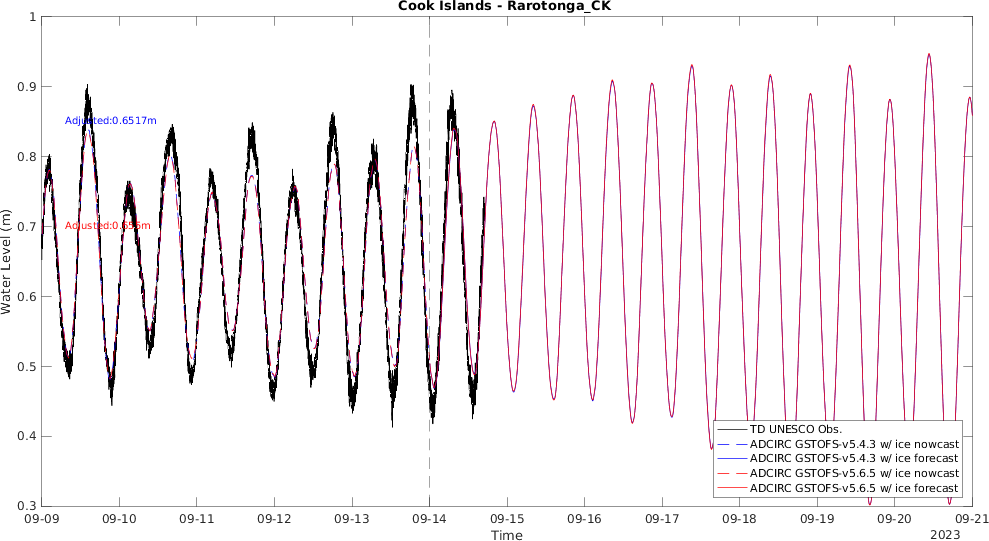 Cook Islands - Rarotonga_CK
Water Level (m)
1
0.9
0.8
0.7
0.6
0.5
0.4
0.3
Adjusted:0.6517m
Adjusted:0.656m
TD UNESCO Obs.
ADCIRC GSTOFS-v5.4.3 w/ ice nowcast
ADCIRC GSTOFS-v5.4.3 w/ ice forecast
ADCIRC GSTOFS-v5.6.5 w/ ice nowcast
ADCIRC GSTOFS-v5.6.5 w/ ice forecast
09-09 09-10 09-11 09-12 09-13 09-14 09-15 09-16 09-17 09-18 09-19 09-20 09-21
Time
2023